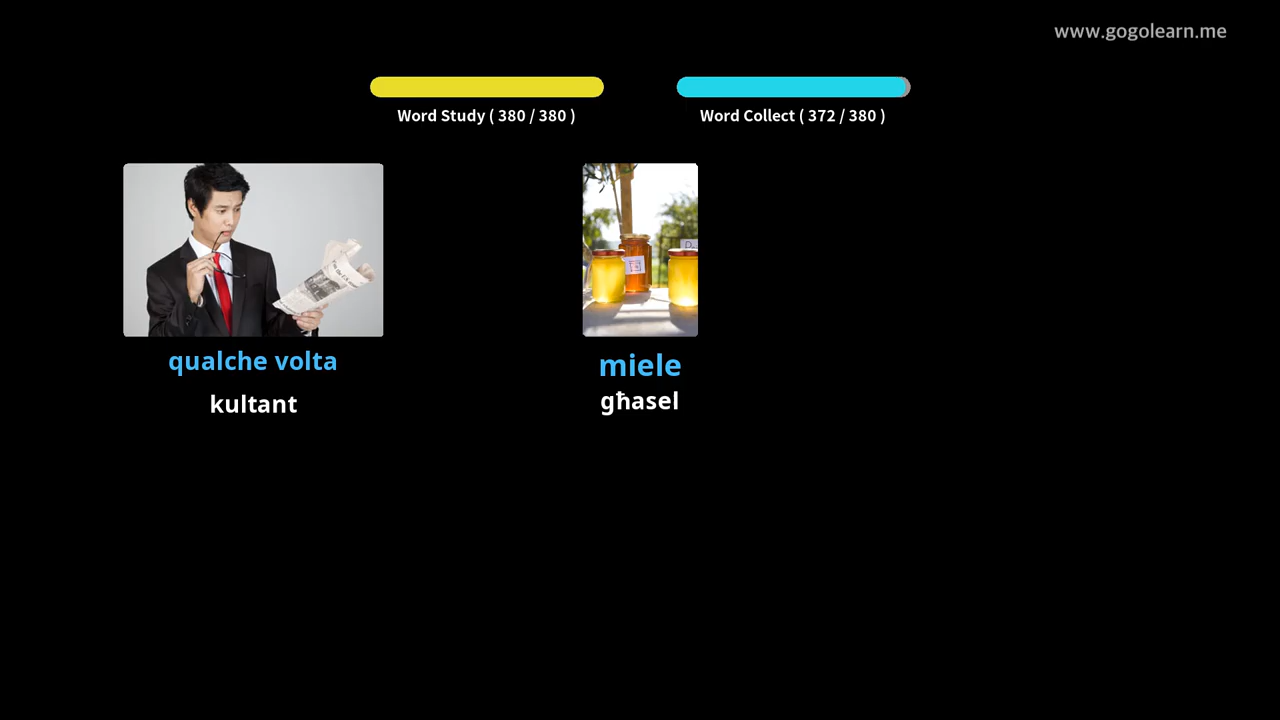 www.gogolearn.me
Word Study ( 380 / 380 )
Word Collect ( 372 / 380 )
qualche volta
kultant
miele
għasel